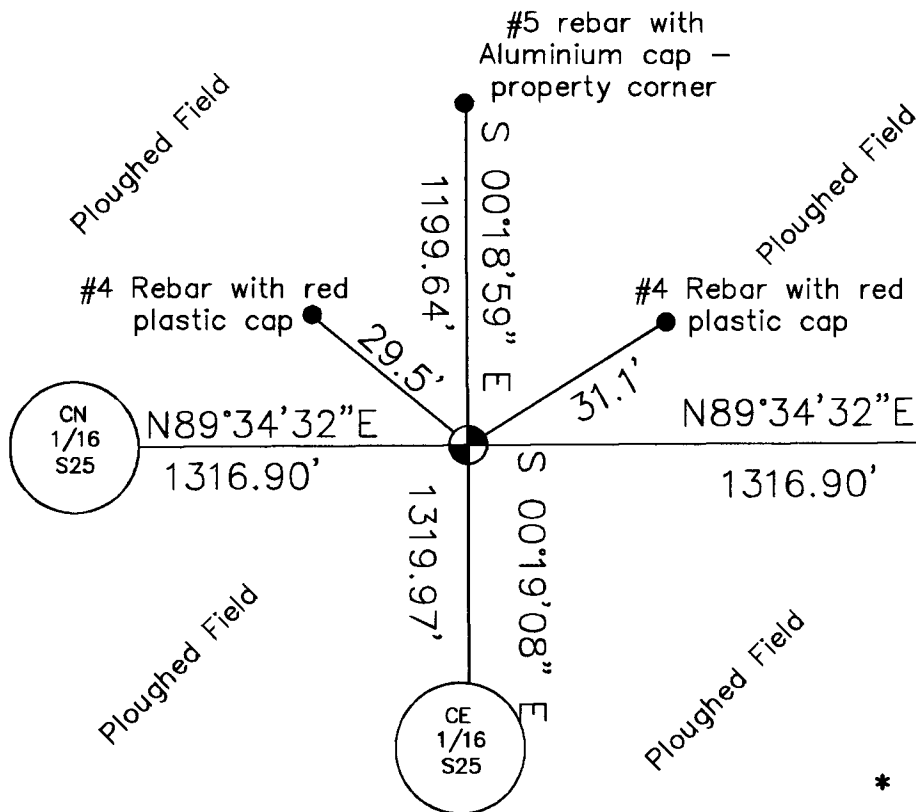 #5 rebar with
Aluminium cap –
property corner
Ploughed Field
Ploughed Field
S 00°18'59" E
1199.64'
#4 Rebar with red
plastic cap
#4 Rebar with red
plastic cap
29.5'
31.1'
CN
1/16
S25
N89°34'32"E
1316.90'
N89°34'32"E
1316.90'
S 00°19'08" E
1319.97'
Ploughed Field
Ploughed Field
CE
1/16
S25
*